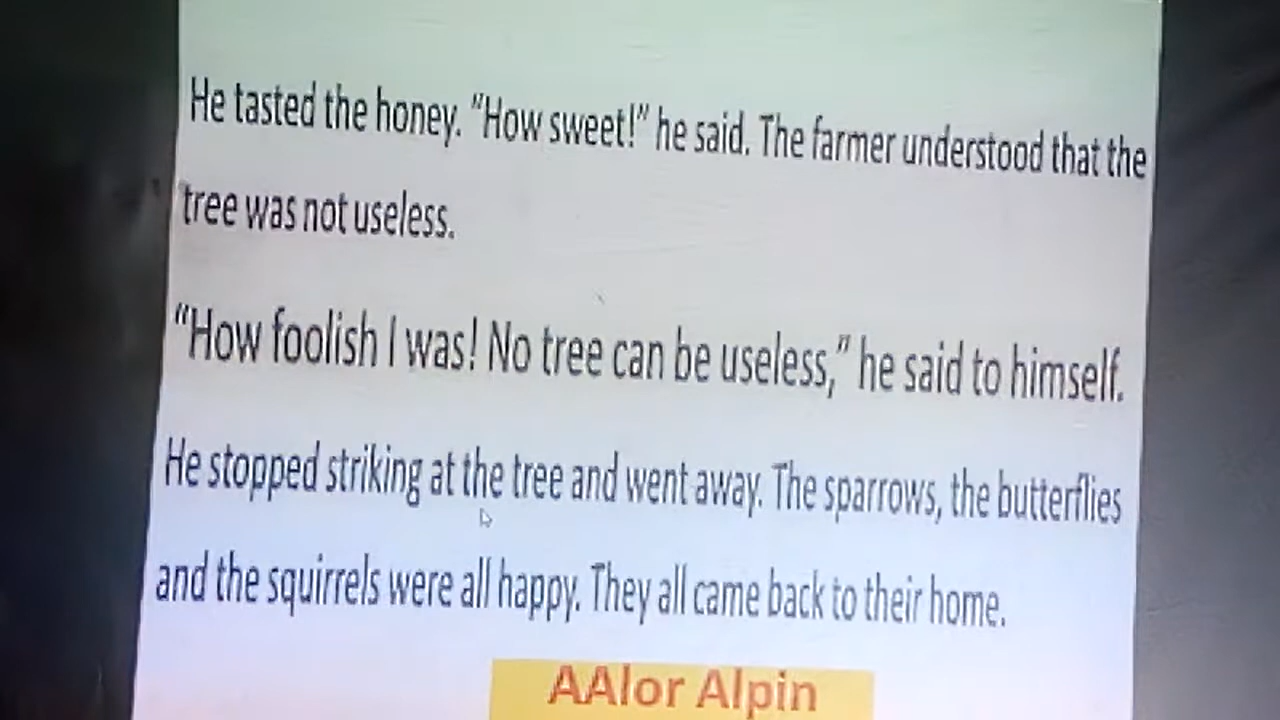 He tasted the honey. "How sweet!" he said. The farmer understood that the
tree was not useless.
"How foolish I was! No tree can be useless," he said to himself.
He stopped striking at the tree and went away. The sparrows, the butterflies
and the squirrels were all happy. They all came back to their home.
AAlor Alpin